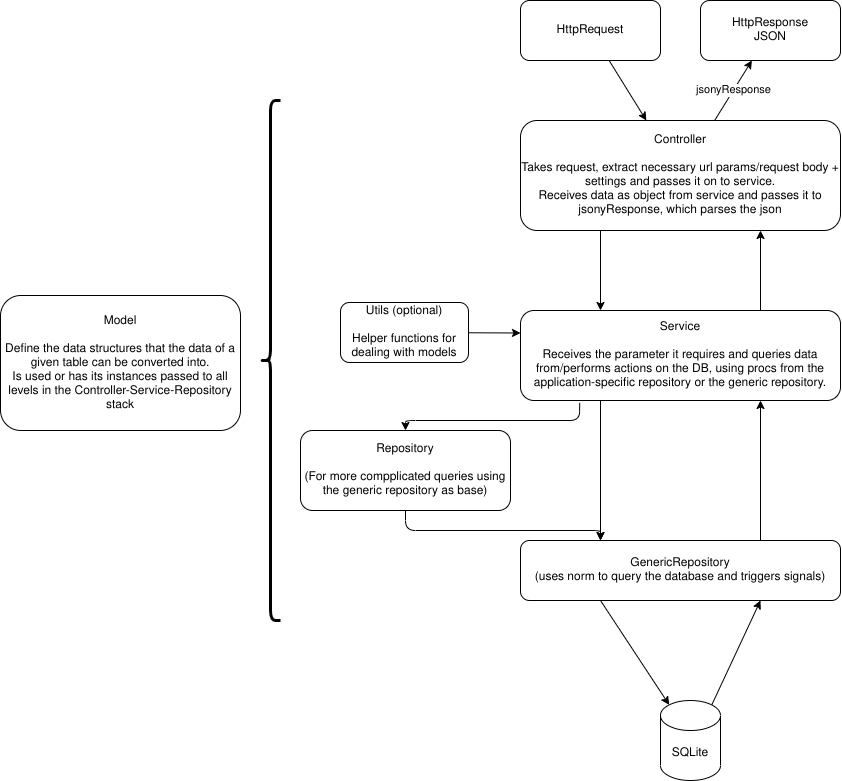 HttpRequest
HttpResponse
JSON
jsonyResponse
Controller
Takes request, extract necessary url params/request body +
settings and passes it on to service.
Receives data as object from service and passes it to
jsonyResponse, which parses the json
Model
Define the data structures that the data of a
given table can be converted into.
Is used or has its instances passed to all
levels in the Controller-Service-Repository
stack
Utils (optional)
Helper functions for
dealing with models
Service
Receives the parameter it requires and queries data
from/performs actions on the DB, using procs from the
application-specific repository or the generic repository.
Repository
(For more compplicated queries using
the generic repository as base)
GenericRepository
(uses norm to query the database and triggers signals)
SQLite